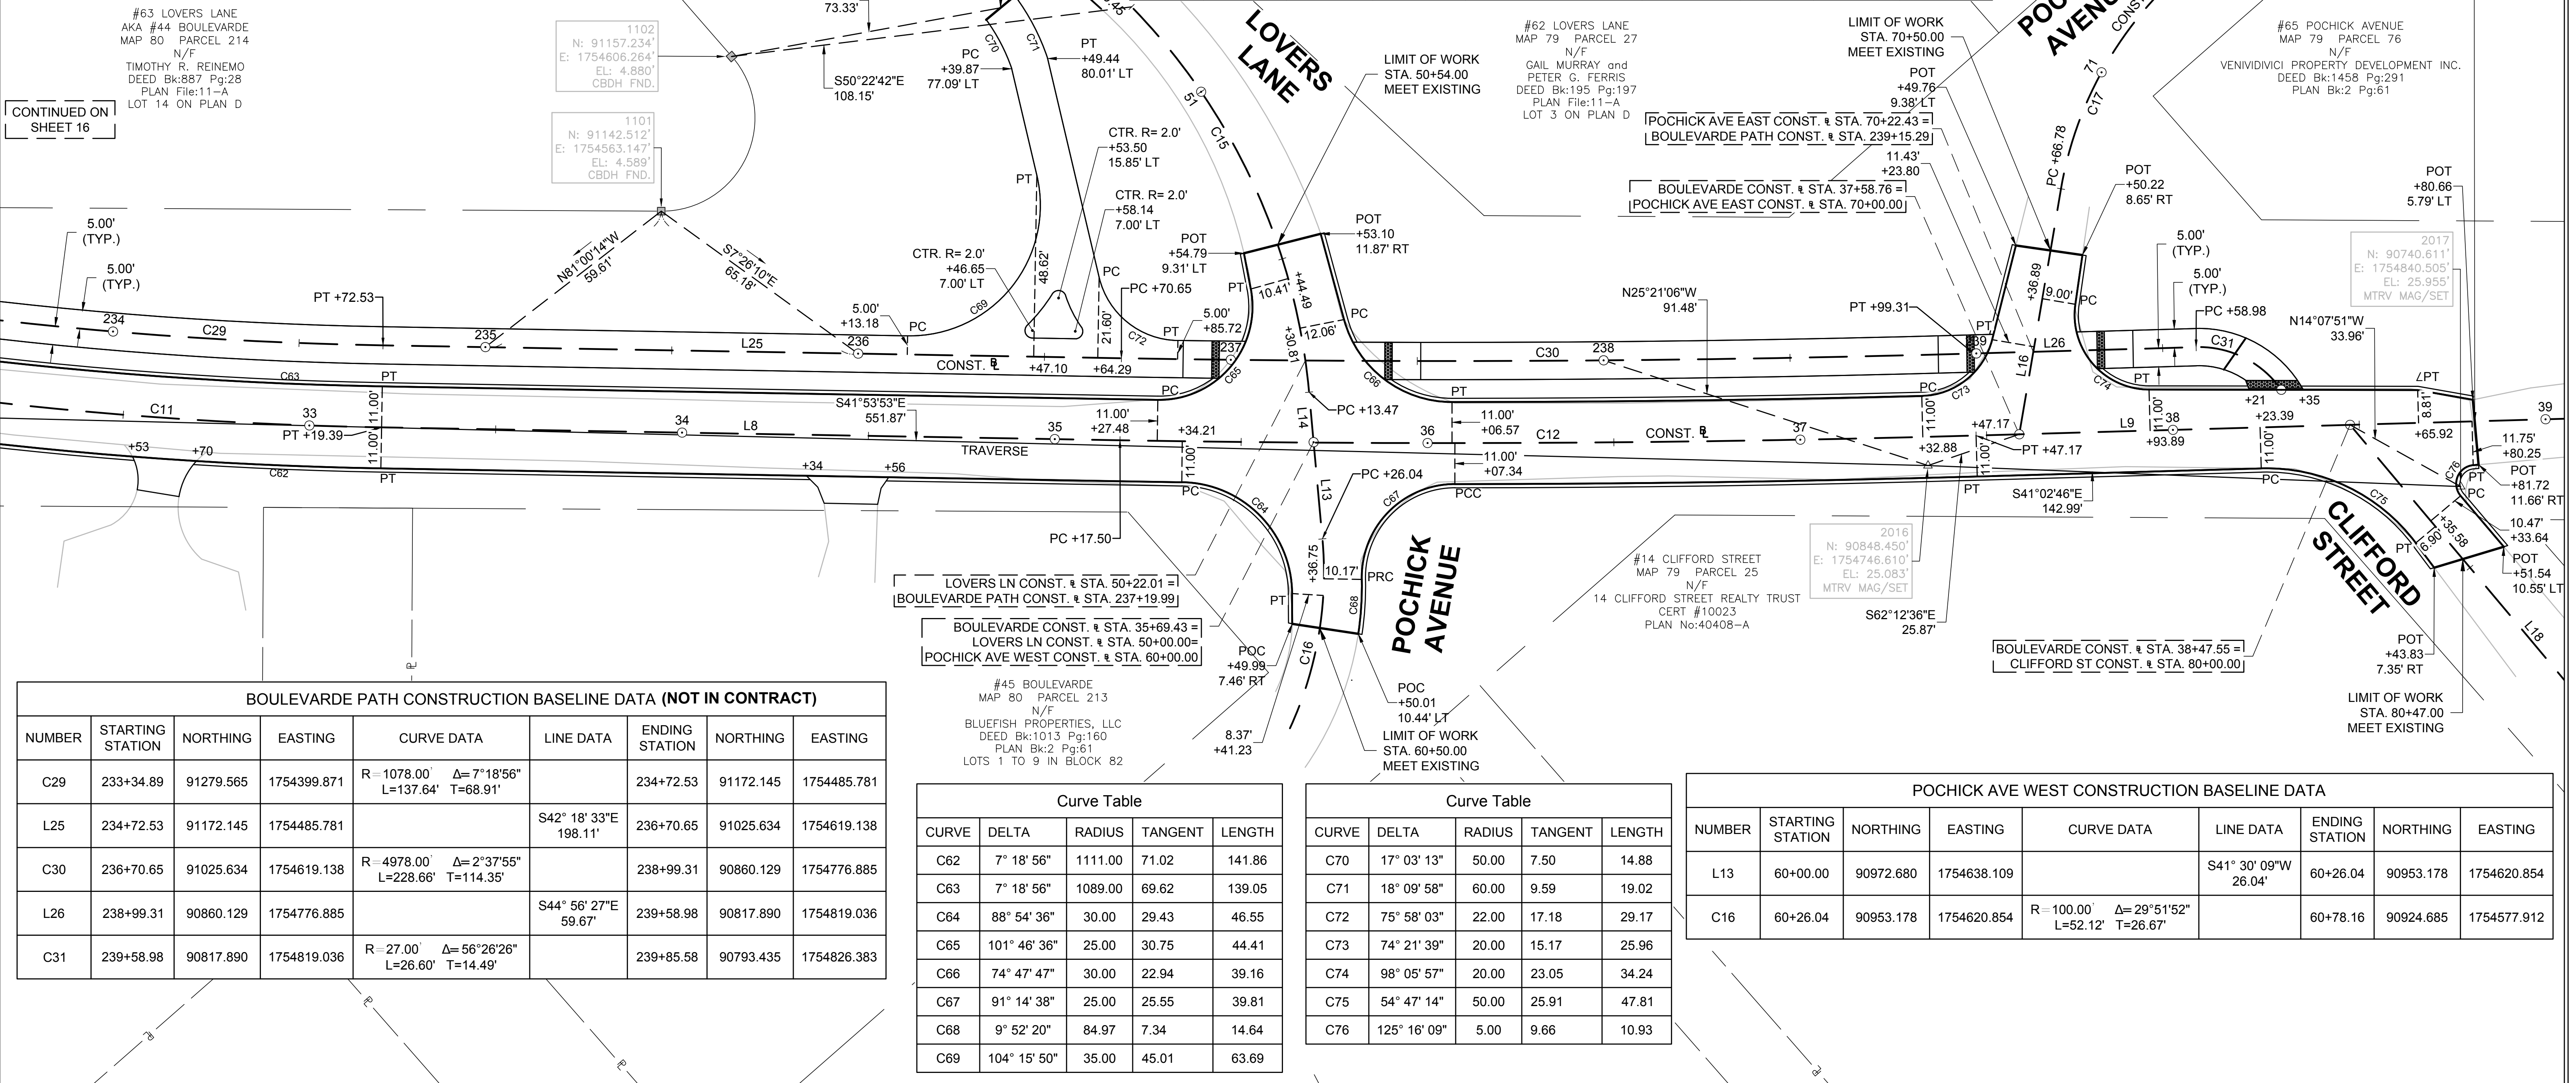 #63 LOVERS LANE
AKA #44 BOULEVARDE
MAP 80 PARCEL 214
N/F
TIMOTHY R. REINEMO
DEED Bk:887 Pg:28
PLAN File:11-A
LOT 14 ON PLAN D
CONTINUED ON
SHEET 16
1102
N: 91157.234'
E: 1754606.264'
EL: 4.880'
CBDH FND.
1101
N: 91142.512'
E: 1754563.147'
EL: 4.589'
CBDH FND.
73.33'
S50°22'42"E
108.15'
PC
+39.87
77.09' LT
C70
C71
PT
+49.44
80.01' LT
LOVERS
LANE
51
C15
LIMIT OF WORK
STA. 50+54.00
MEET EXISTING
#62 LOVERS LANE
MAP 79 PARCEL 27
N/F
GAIL MURRAY and
PETER G. FERRIS
DEED Bk:195 Pg:197
PLAN File:11-A
LOT 3 ON PLAN D
LIMIT OF WORK
STA. 70+50.00
MEET EXISTING
POT
+49.76
9.38' LT
POCHICK AVE EAST CONST. ℄ STA. 70+22.43 =
BOULEVARDE PATH CONST. ℄ STA. 239+15.29
11.43'
+23.80
BOULEVARDE CONST. ℄ STA. 37+58.76 =
POCHICK AVE EAST CONST. ℄ STA. 70+00.00
71
C17
PC +66.78
#65 POCHICK AVENUE
MAP 79 PARCEL 76
N/F
VENIVIDIVICI PROPERTY DEVELOPMENT INC.
DEED Bk:1458 Pg:291
PLAN Bk:2 Pg:61
POT
+50.22
8.65' RT
POT
+80.66
5.79' LT
2017
N: 90740.611'
E: 1754840.505'
EL: 25.955'
MTRV MAG/SET
5.00'
(TYP.)
5.00'
(TYP.)
PT +72.53
N81°00'14"W
59.61'
S7°26'10"E
65.18'
CTR. R= 2.0'
+53.50
15.85' LT
CTR. R= 2.0'
+58.14
7.00' LT
CTR. R= 2.0'
+46.65
7.00' LT
PT
48.62'
PC
PC +70.65
21.60'
POT
+54.79
9.31' LT
POT
+53.10
11.87' RT
PT
10.41'
+44.49
12.06'
PC
+30.81
N25°21'06"W
91.48'
PT +99.31
+36.89
9.00'
PC
PT
5.00'
(TYP.)
5.00'
(TYP.)
PC +58.98
N14°07'51"W
33.96'
234
C29
235
L25
5.00'
+13.18
236
PC
C69
CONST. ℄
+47.10
+64.29
C72
PT
5.00'
+85.72
237
C65
C66
C30
238
39
L26
L16
C31
C63
PT
PC
PT
PC
C73
C74
PT
PT
C11
33
PT +19.39
11.00'
11.00'
34
L8
S41°53'53"E
551.87'
35
TRAVERSE
11.00'
+27.48
+34.21
11.00'
L14
PC +13.47
36
11.00'
+06.57
11.00'
+07.34
C12
CONST. ℄
37
11.00'
+47.17
+32.88
11.00'
PT +47.17
L9
38
+93.89
11.00'
+21
+35
+23.39
11.00'
8.81'
+65.92
39
11.75'
+80.25
POT
+81.72
11.66' RT
10.47'
+33.64
POT
+51.54
10.55' LT
+53
+70
C62
PT
+34
+56
PC
C64
PC +17.50
L13
PC +26.04
C67
PCC
PT
S41°02'46"E
142.99'
PC
C75
C76
PT
PC
+35.58
6.90'
PT
CLIFFORD
STREET
L18
+36.75
10.17'
PRC
PT
C68
C16
POCHICK
AVENUE
LOVERS LN CONST. ℄ STA. 50+22.01 =
BOULEVARDE PATH CONST. ℄ STA. 237+19.99
BOULEVARDE CONST. ℄ STA. 35+69.43 =
LOVERS LN CONST. ℄ STA. 50+00.00=
POCHICK AVE WEST CONST. ℄ STA. 60+00.00
POC
+49.99
7.46' RT
8.37'
+41.23
POC
+50.01
10.44' LT
LIMIT OF WORK
STA. 60+50.00
MEET EXISTING
#45 BOULEVARDE
MAP 80 PARCEL 213
N/F
BLUEFISH PROPERTIES, LLC
DEED Bk:1013 Pg:160
PLAN Bk:2 Pg:61
LOTS 1 TO 9 IN BLOCK 82
#14 CLIFFORD STREET
MAP 79 PARCEL 25
N/F
14 CLIFFORD STREET REALTY TRUST
CERT #10023
PLAN No:40408-A
2016
N: 90848.450'
E: 1754746.610'
EL: 25.083'
MTRV MAG/SET
S62°12'36"E
25.87'
BOULEVARDE CONST. ℄ STA. 38+47.55 =
CLIFFORD ST CONST. ℄ STA. 80+00.00
POT
+43.83
7.35' RT
LIMIT OF WORK
STA. 80+47.00
MEET EXISTING
BOULEVARDE PATH CONSTRUCTION BASELINE DATA (NOT IN CONTRACT)
NUMBER STARTING STATION NORTHING EASTING CURVE DATA LINE DATA ENDING STATION NORTHING EASTING
C29 233+34.89 91279.565 1754399.871 R=1078.00' Δ=7°18'56" L=137.64' T=68.91' 234+72.53 91172.145 1754485.781
L25 234+72.53 91172.145 1754485.781 S42° 18' 33"E 198.11' 236+70.65 91025.634 1754619.138
C30 236+70.65 91025.634 1754619.138 R=4978.00' Δ=2°37'55" L=228.66' T=114.35' 238+99.31 90860.129 1754776.885
L26 238+99.31 90860.129 1754776.885 S44° 56' 27"E 59.67' 239+58.98 90817.890 1754819.036
C31 239+58.98 90817.890 1754819.036 R=27.00' Δ=56°26'26" L=26.60' T=14.49' 239+85.58 90793.435 1754826.383
Curve Table
CURVE DELTA RADIUS TANGENT LENGTH
C62 7° 18' 56" 1111.00 71.02 141.86
C63 7° 18' 56" 1089.00 69.62 139.05
C64 88° 54' 36" 30.00 29.43 46.55
C65 101° 46' 36" 25.00 30.75 44.41
C66 74° 47' 47" 30.00 22.94 39.16
C67 91° 14' 38" 25.00 25.55 39.81
C68 9° 52' 20" 84.97 7.34 14.64
C69 104° 15' 50" 35.00 45.01 63.69
Curve Table
CURVE DELTA RADIUS TANGENT LENGTH
C70 17° 03' 13" 50.00 7.50 14.88
C71 18° 09' 58" 60.00 9.59 19.02
C72 75° 58' 03" 22.00 17.18 29.17
C73 74° 21' 39" 20.00 15.17 25.96
C74 98° 05' 57" 20.00 23.05 34.24
C75 54° 47' 14" 50.00 25.91 47.81
C76 125° 16' 09" 5.00 9.66 10.93
POCHICK AVE WEST CONSTRUCTION BASELINE DATA
NUMBER STARTING STATION NORTHING EASTING CURVE DATA LINE DATA ENDING STATION NORTHING EASTING
L13 60+00.00 90972.680 1754638.109 S41° 30' 09"W 26.04' 60+26.04 90953.178 1754620.854
C16 60+26.04 90953.178 1754620.854 R=100.00' Δ=29°51'52" L=52.12' T=26.67' 60+78.16 90924.685 1754577.912